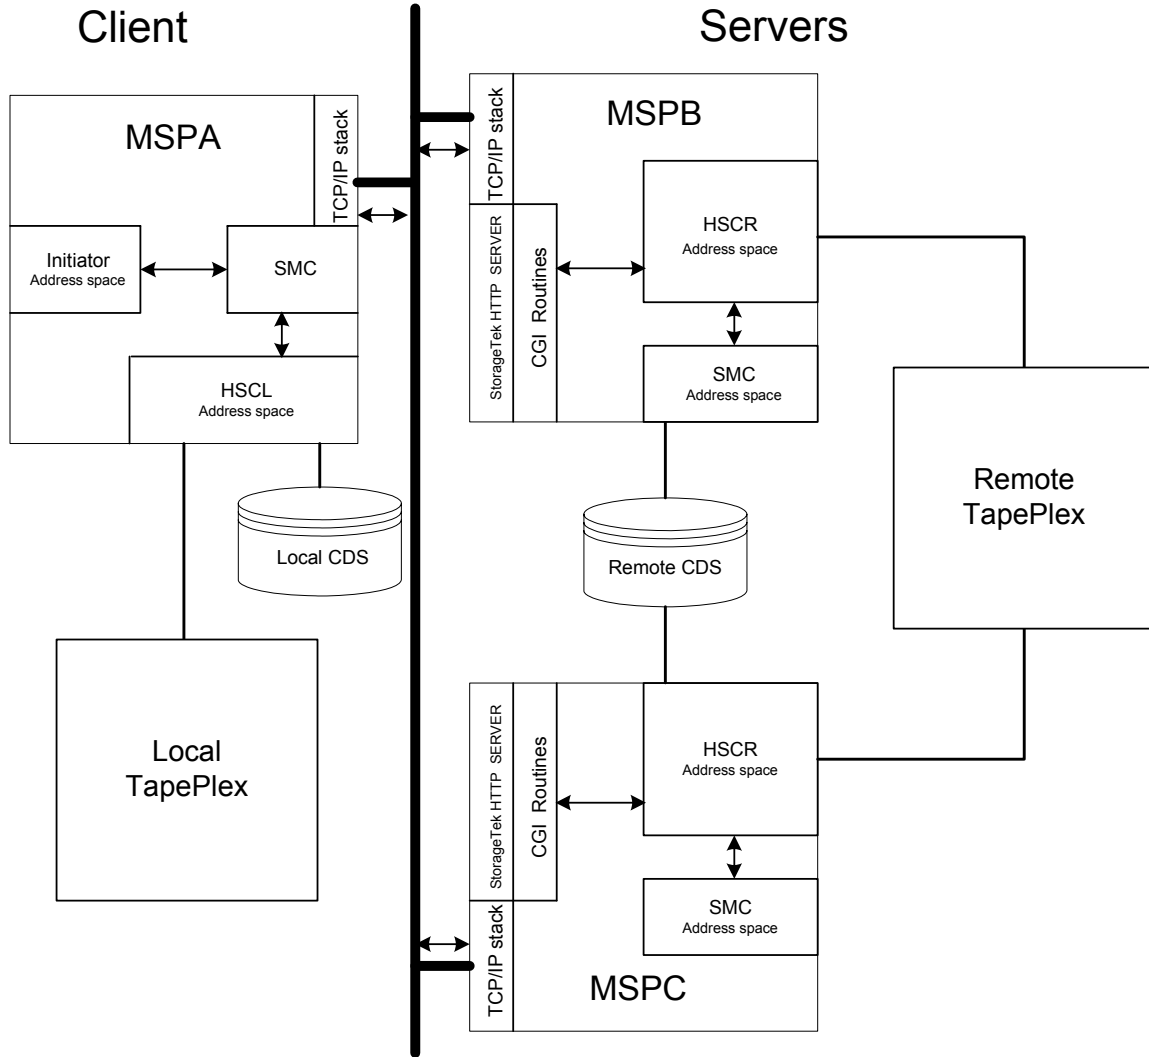 Client
Servers
MSPA
TCP/IP stack
Initiator
Address space
SMC
HSCL
Address space
Local CDS
Local
TapePlex
MSPB
TCP/IP stack
StorageTek HTTP SERVER
CGI Routines
HSCR
Address space
SMC
Address space
Remote CDS
Remote
TapePlex
StorageTek HTTP SERVER
CGI Routines
HSCR
Address space
SMC
Address space
TCP/IP stack
MSPC